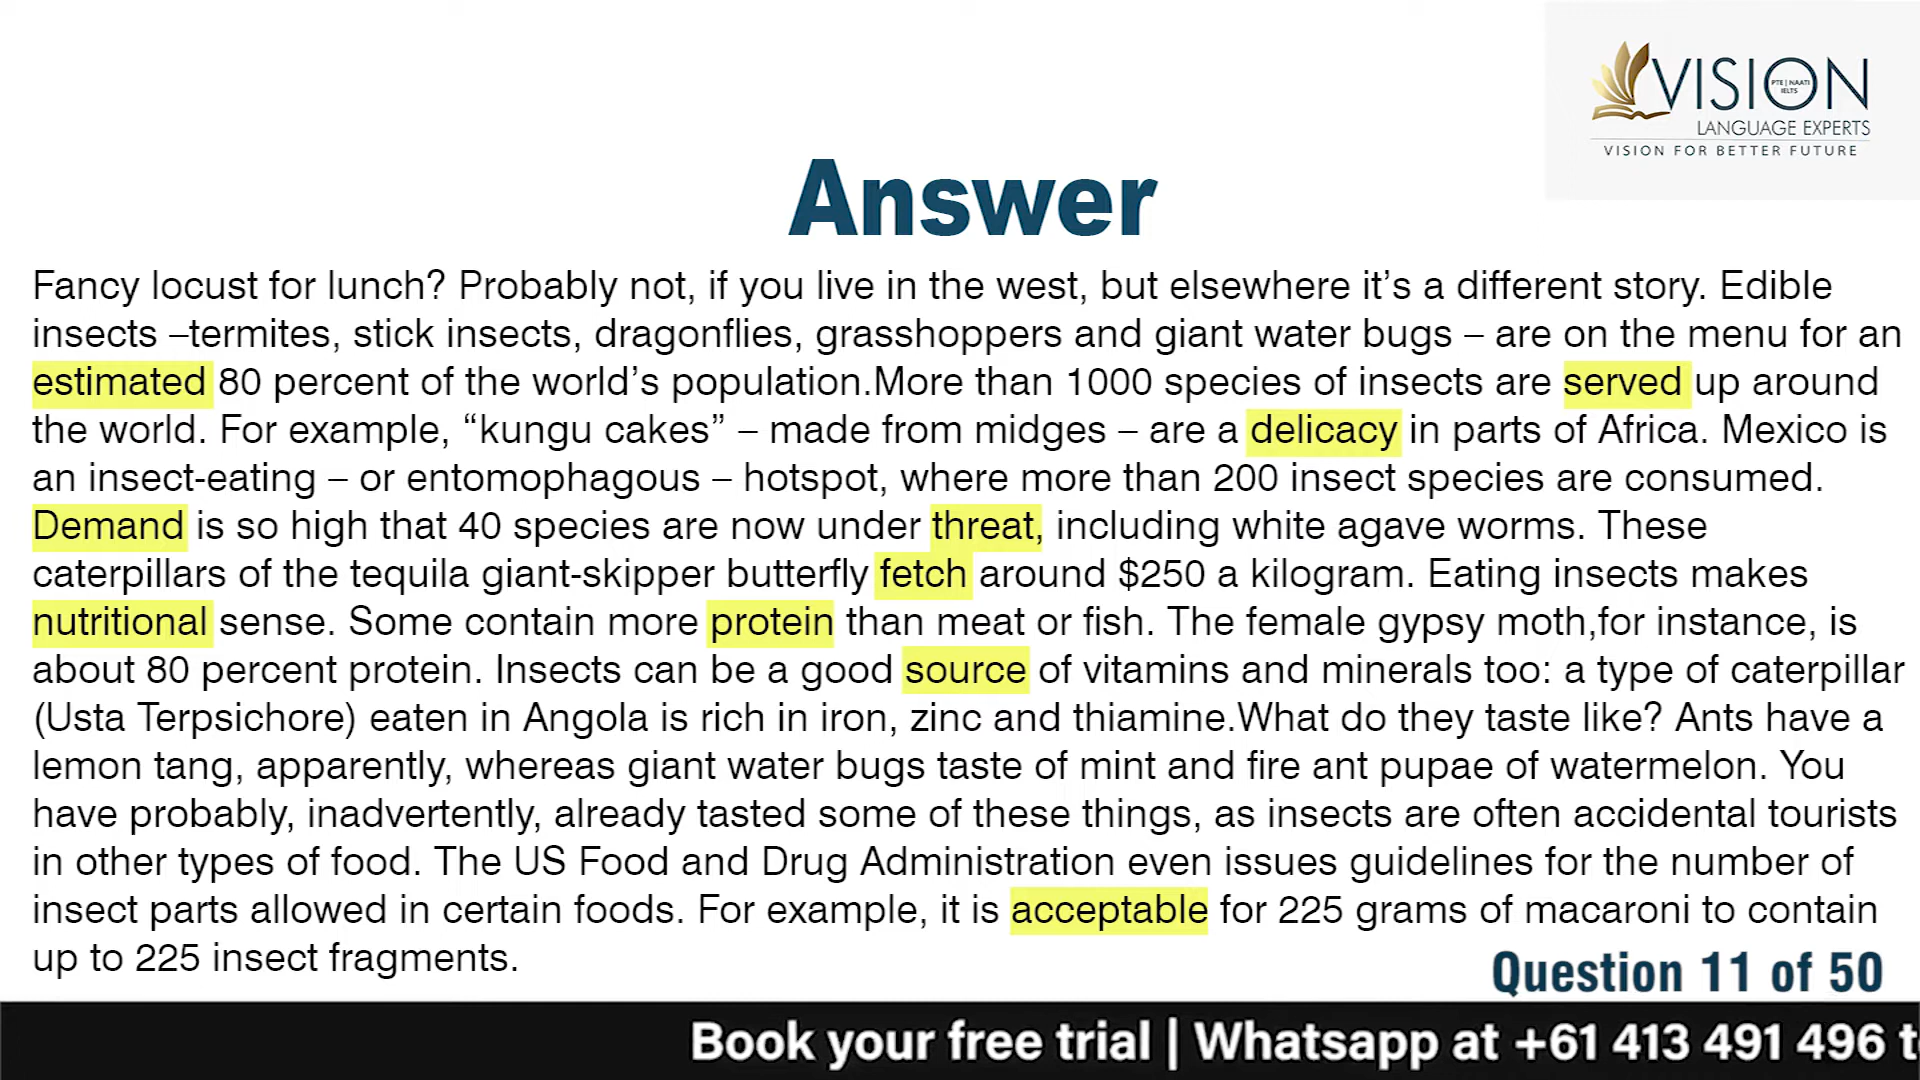 VISION
PTE | NAATI
IELTS
LANGUAGE EXPERTS
VISION FOR BETTER FUTURE
Answer
Fancy locust for lunch? Probably not, if you live in the west, but elsewhere it’s a different story. Edible
insects –termites, stick insects, dragonflies, grasshoppers and giant water bugs – are on the menu for an
estimated 80 percent of the world’s population.More than 1000 species of insects are served up around
the world. For example, “kungu cakes” – made from midges – are a delicacy in parts of Africa. Mexico is
an insect-eating – or entomophagous – hotspot, where more than 200 insect species are consumed.
Demand is so high that 40 species are now under threat, including white agave worms. These
caterpillars of the tequila giant-skipper butterfly fetch around $250 a kilogram. Eating insects makes
nutritional sense. Some contain more protein than meat or fish. The female gypsy moth,for instance, is
about 80 percent protein. Insects can be a good source of vitamins and minerals too: a type of caterpillar
(Usta Terpsichore) eaten in Angola is rich in iron, zinc and thiamine.What do they taste like? Ants have a
lemon tang, apparently, whereas giant water bugs taste of mint and fire ant pupae of watermelon. You
have probably, inadvertently, already tasted some of these things, as insects are often accidental tourists
in other types of food. The US Food and Drug Administration even issues guidelines for the number of
insect parts allowed in certain foods. For example, it is acceptable for 225 grams of macaroni to contain
up to 225 insect fragments.
Question 11 of 50
Book your free trial | Whatsapp at +61 413 491 496